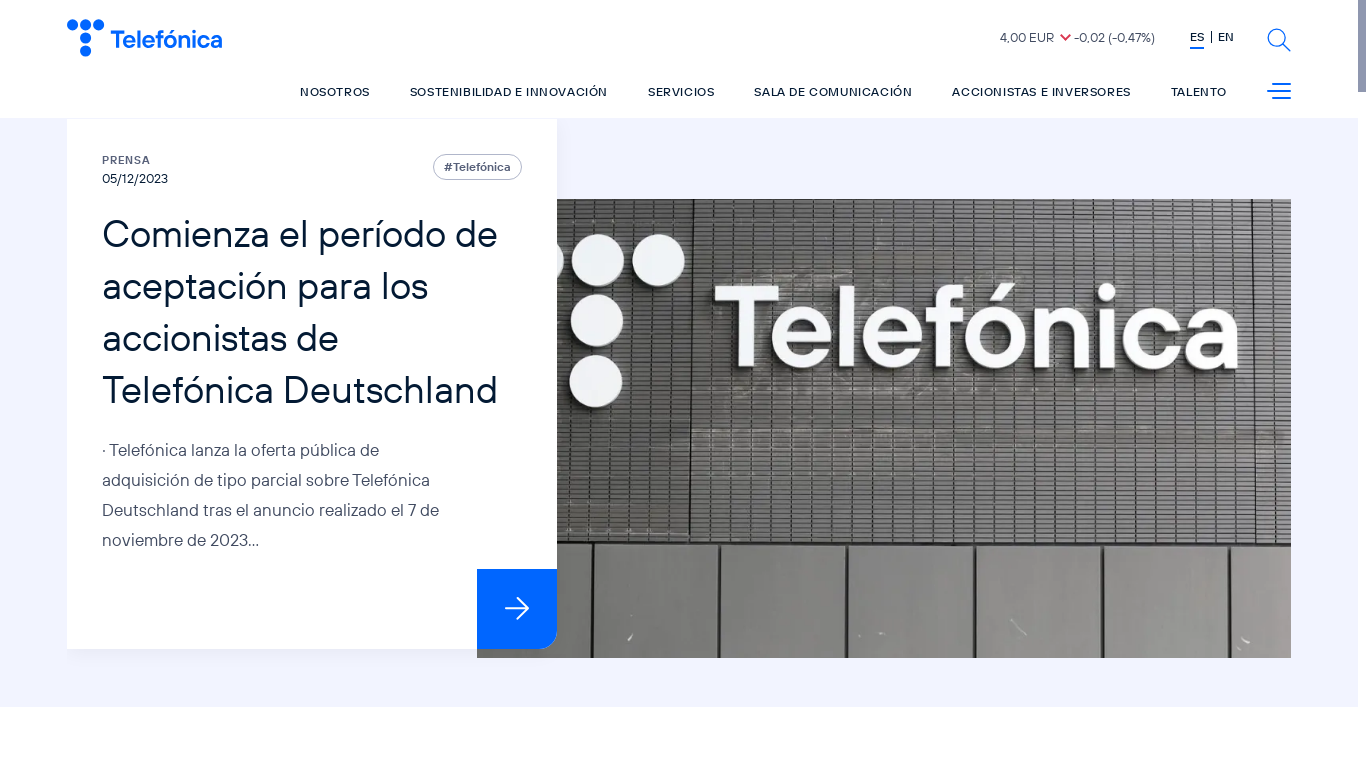 Telefónica
4,00 EUR -0,02 (-0,47%)
ES | EN
NOSOTROS
SOSTENIBILIDAD E INNOVACIÓN
SERVICIOS
SALA DE COMUNICACIÓN
ACCIONISTAS E INVERSORES
TALENTO
PRENSA
05/12/2023
#Telefónica
Comienza el período de
aceptación para los
accionistas de
Telefónica Deutschland
· Telefónica lanza la oferta pública de
adquisición de tipo parcial sobre Telefónica
Deutschland tras el anuncio realizado el 7 de
noviembre de 2023...
Telefónica